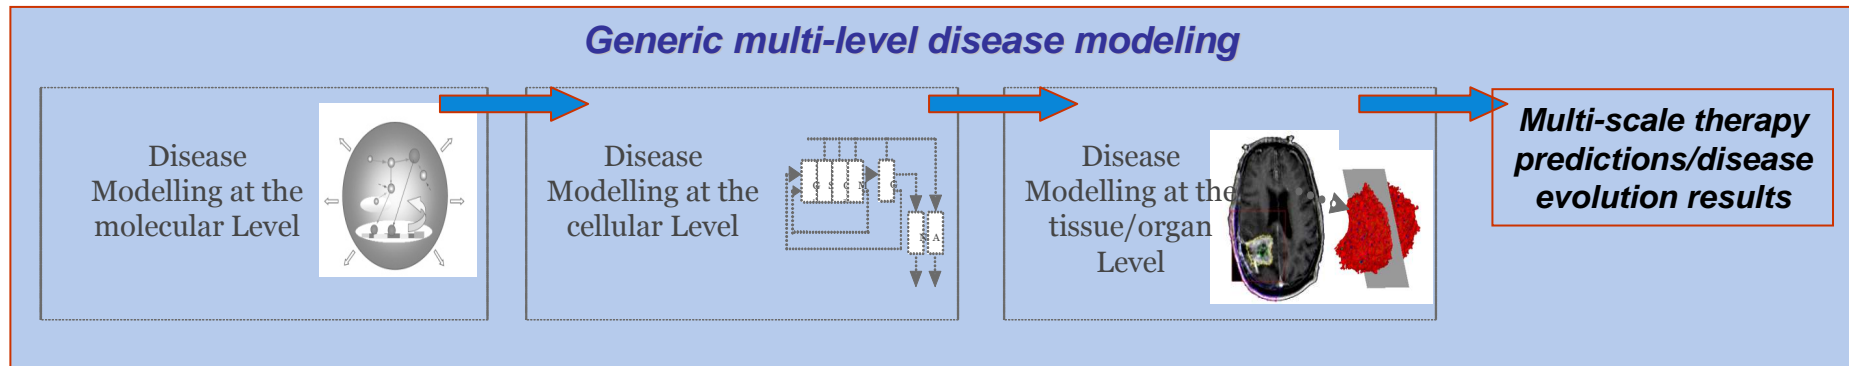 Generic multi-level disease modeling
Disease
Modelling at the
molecular Level
Disease
Modelling at the
cellular Level
G S G M G
N A
Disease
Modelling at the
tissue/organ
Level
Multi-scale therapy
predictions/disease
evolution results